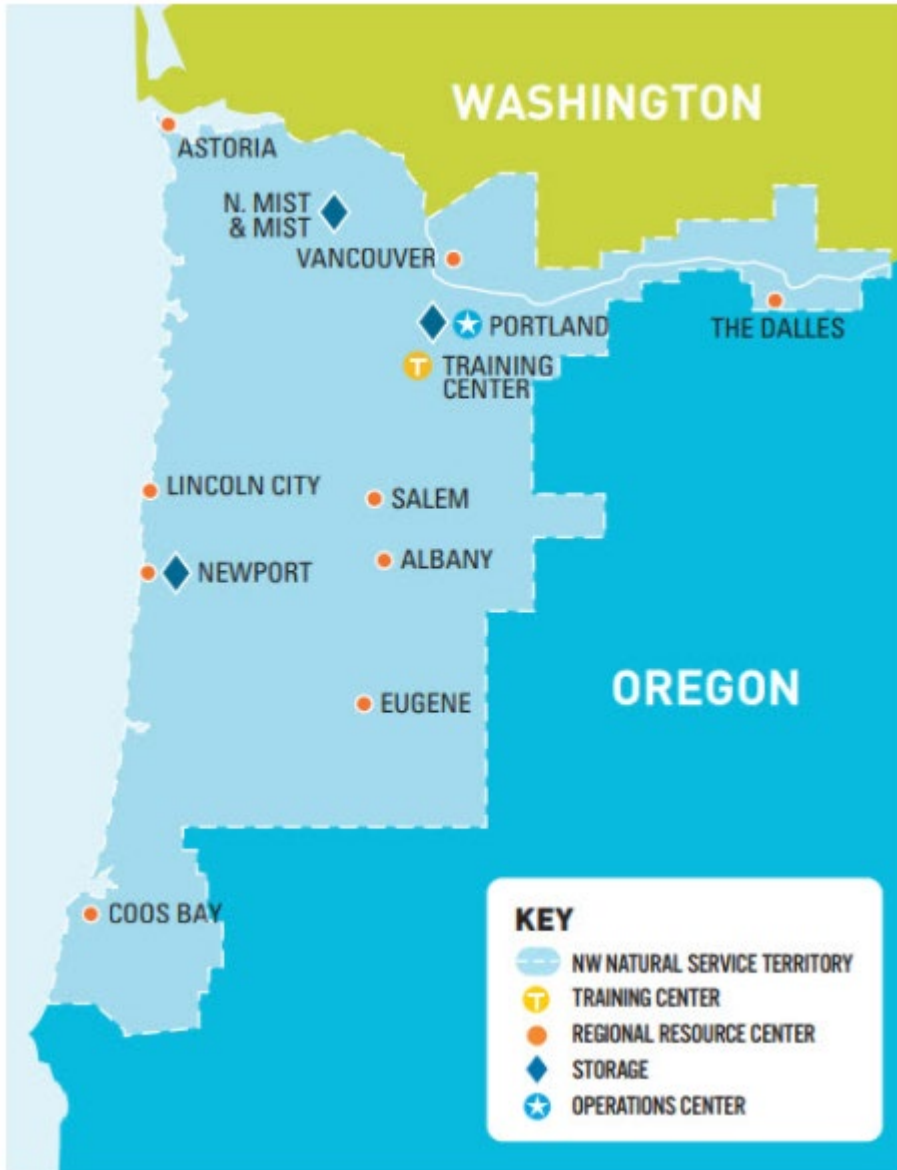 WASHINGTON
ASTORIA
N. MIST
& MIST
VANCOUVER
PORTLAND
THE DALLES
T
TRAINING
CENTER
LINCOLN CITY
SALEM
ALBANY
NEWPORT
OREGON
EUGENE
COOS BAY
KEY
NW NATURAL SERVICE TERRITORY
T
TRAINING CENTER
REGIONAL RESOURCE CENTER
STORAGE
OPERATIONS CENTER